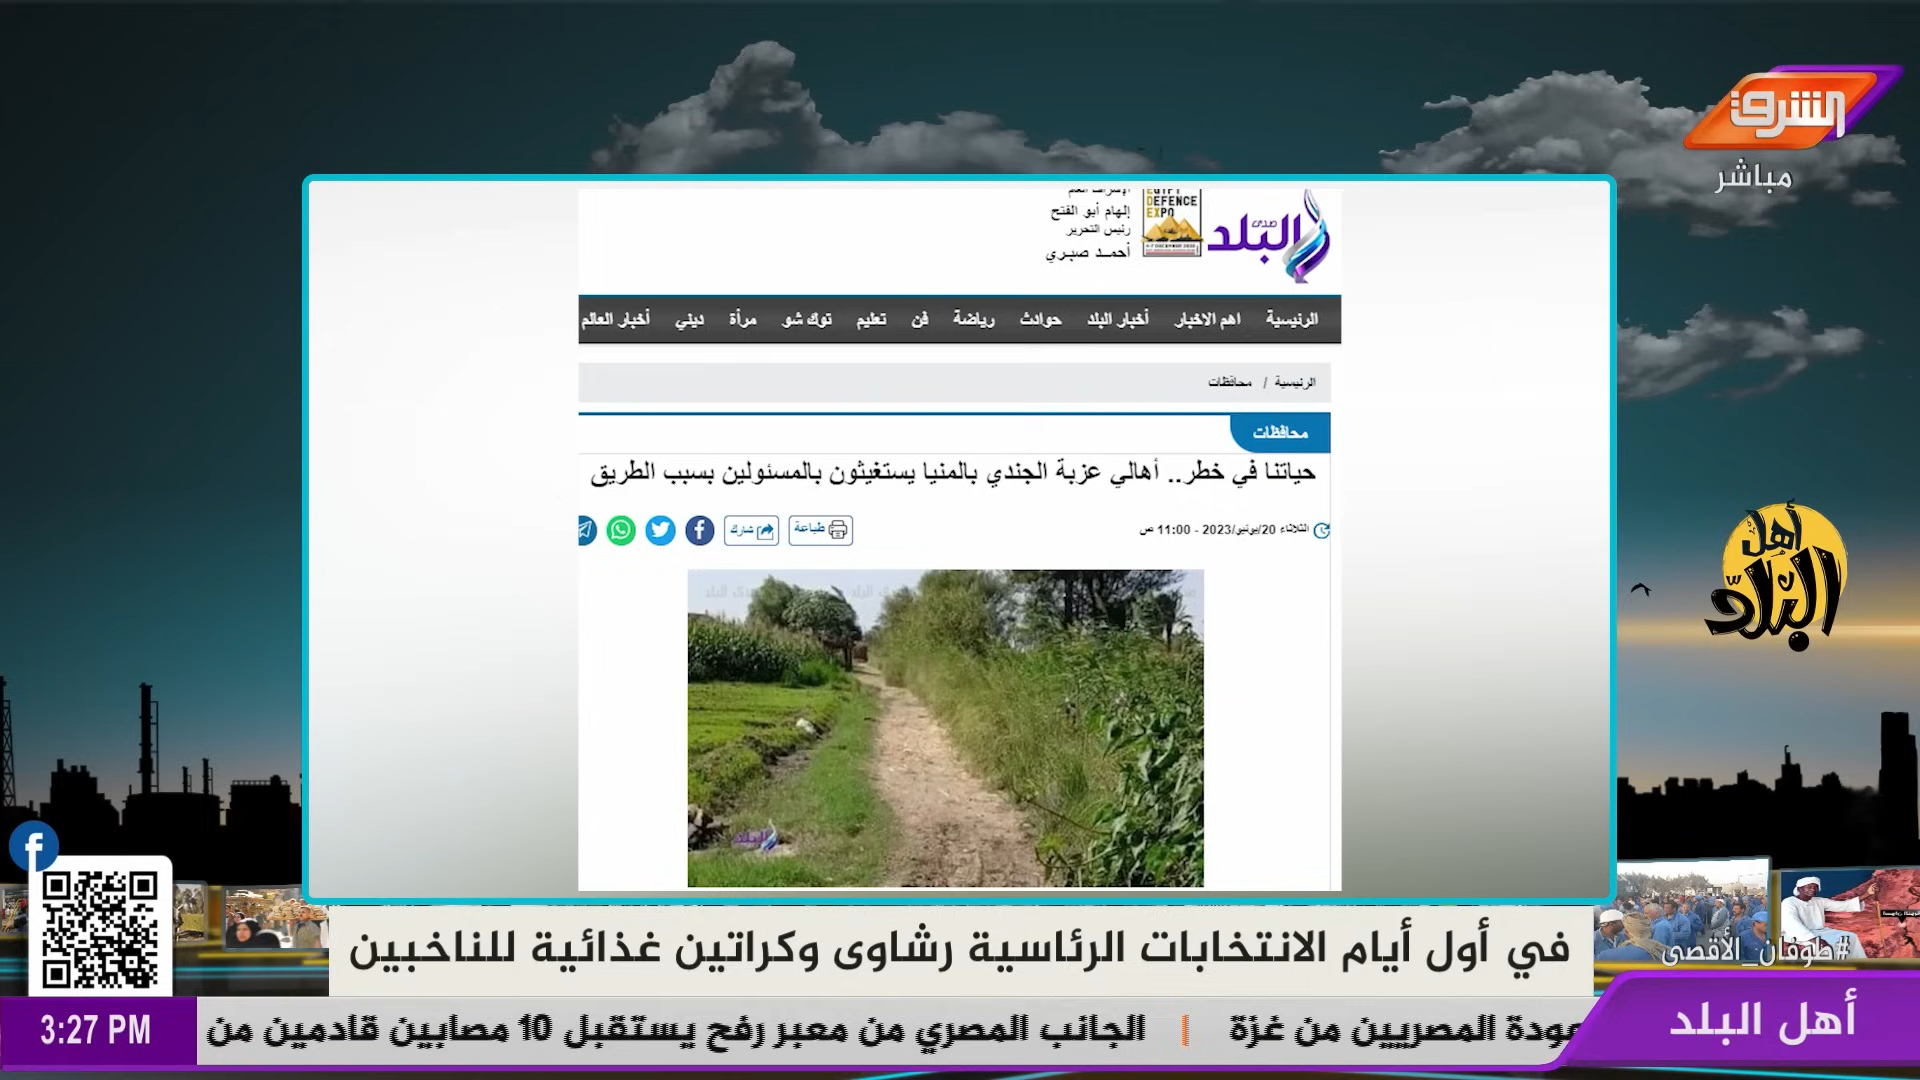 الشرق
مباشر
الإشراف العام
إلهام أبو الفتح
رئيس التحرير
أحمـد صبـري
EGYPT
DEFENCE
EXPO
صدى
البلد
الرئيسية اهم الاخبار أخبار البلد حوادث رياضة فن تعليم توك شو مرأة ديني أخبار العالم
الرئيسية / محافظات
محافظات
حياتنا في خطر.. أهالي عزبة الجندي بالمنيا يستغيثون بالمسئولين بسبب الطريق
الثلاثاء 20/يونيو/2023 - 11:00 ص
طباعة
شارك
أهل
البلد
في أول أيام الانتخابات الرئاسية رشاوى وكراتين غذائية للناخبين
#طوفان_الأقصى
أهل البلد
عودة المصريين من غزة | الجانب المصري من معبر رفح يستقبل 10 مصابين قادمين من
3:27 PM